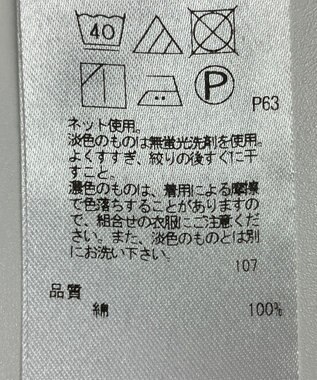 40
P
P63
ネット使用。
淡色のものは無蛍光洗剤を使用。
よくすすぎ、絞りの後すぐに干
すこと。
濃色のものは、着用による摩擦
で色落ちすることがありますの
で、組合せの衣服にご注意くだ
さい。また、淡色のものとは別
にお洗い下さい。
107
品質
綿 100%